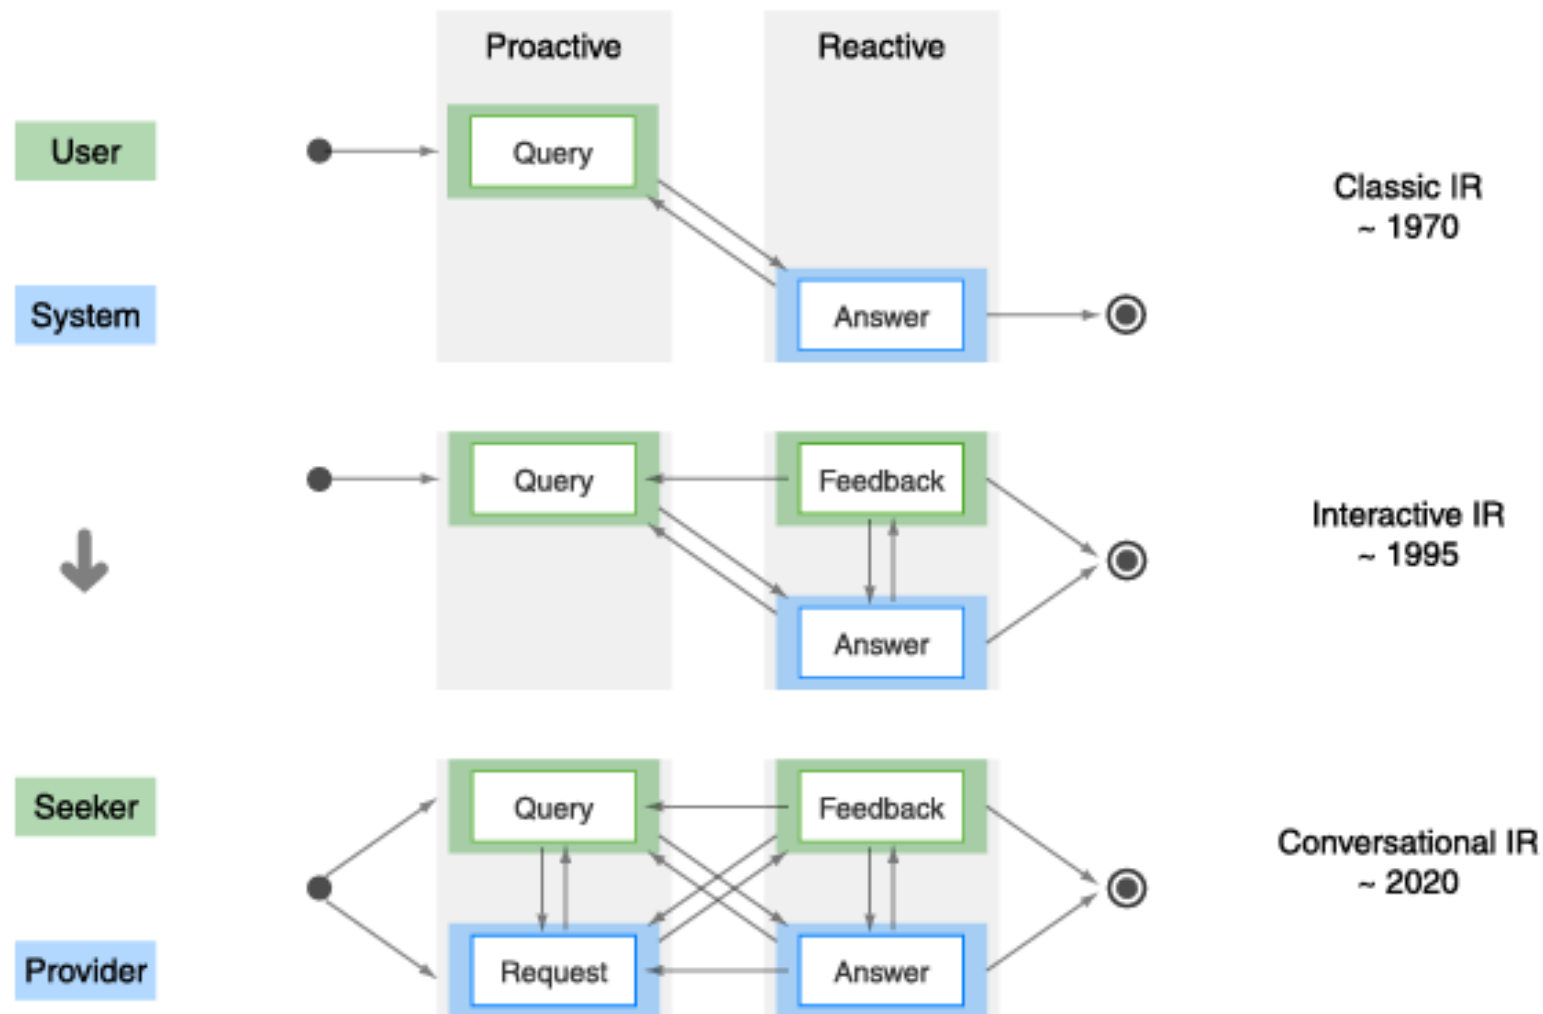 Proactive
Reactive
User
Query
Classic IR
~ 1970
System
Answer
Query
Feedback
Interactive IR
~ 1995
Answer
Seeker
Query
Feedback
Conversational IR
~ 2020
Provider
Request
Answer